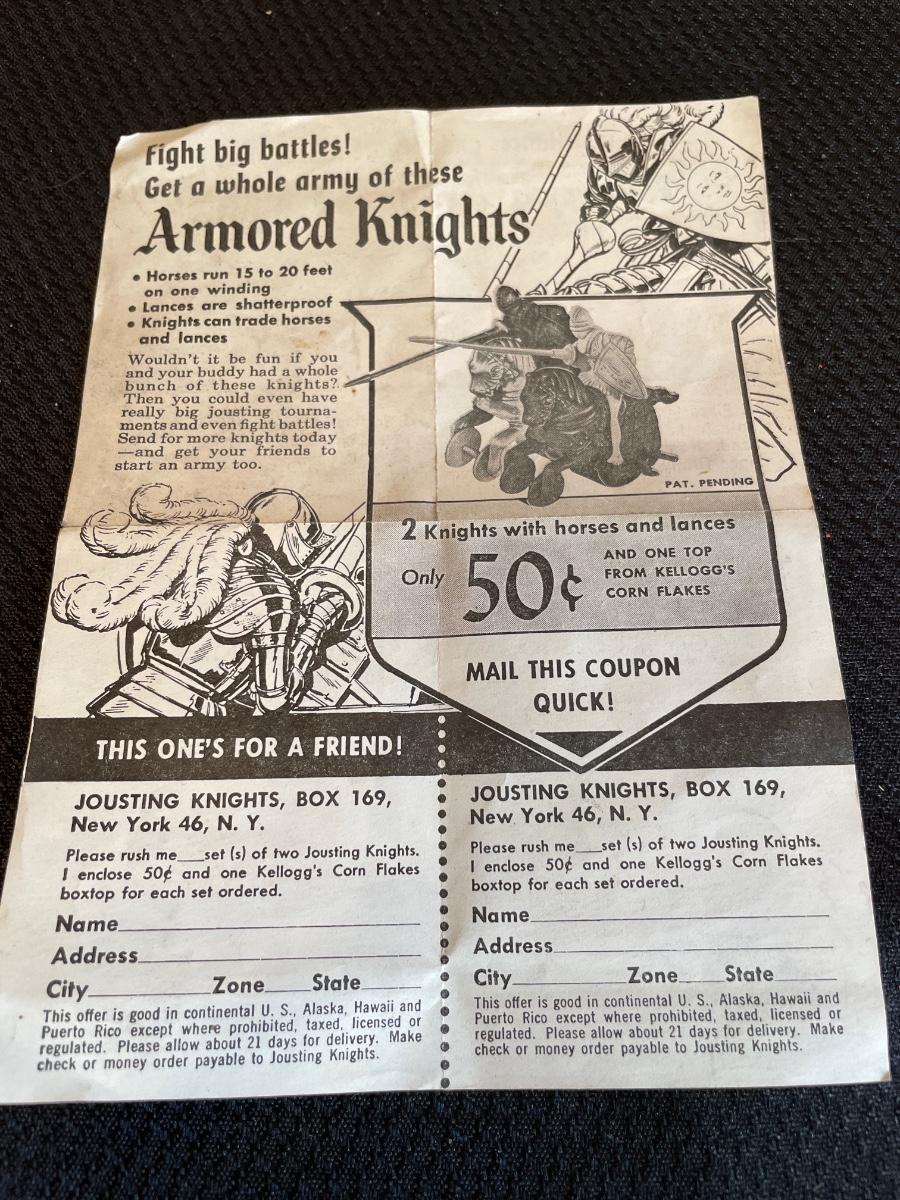 Fight big battles!
Get a whole army of these
Armored Knights
• Horses run 15 to 20 feet
on one winding
• Lances are shatterproof
• Knights can trade horses
and lances
Wouldn't it be fun if you
and your buddy had a whole
bunch of these knights?
Then you could even have
really big jousting tourna-
ments and even fight battles!
Send for more knights today
—and get your friends to
start an army too.
PAT. PENDING
2 Knights with horses and lances
Only 50¢
AND ONE TOP
FROM KELLOGG'S
CORN FLAKES
MAIL THIS COUPON
QUICK!
THIS ONE'S FOR A FRIEND!
JOUSTING KNIGHTS, BOX 169,
New York 46, N. Y.
Please rush me___set (s) of two Jousting Knights.
I enclose 50¢ and one Kellogg's Corn Flakes
boxtop for each set ordered.
Name
Address
City Zone State
This offer is good in continental U. S., Alaska, Hawaii and
Puerto Rico except where prohibited, taxed, licensed or
regulated. Please allow about 21 days for delivery. Make
check or money order payable to Jousting Knights.
JOUSTING KNIGHTS, BOX 169,
New York 46, N. Y.
Please rush me___set (s) of two Jousting Knights.
I enclose 50¢ and one Kellogg's Corn Flakes
boxtop for each set ordered.
Name
Address
City Zone State
This offer is good in continental U. S., Alaska, Hawaii and
Puerto Rico except where prohibited, taxed, licensed or
regulated. Please allow about 21 days for delivery. Make
check or money order payable to Jousting Knights.